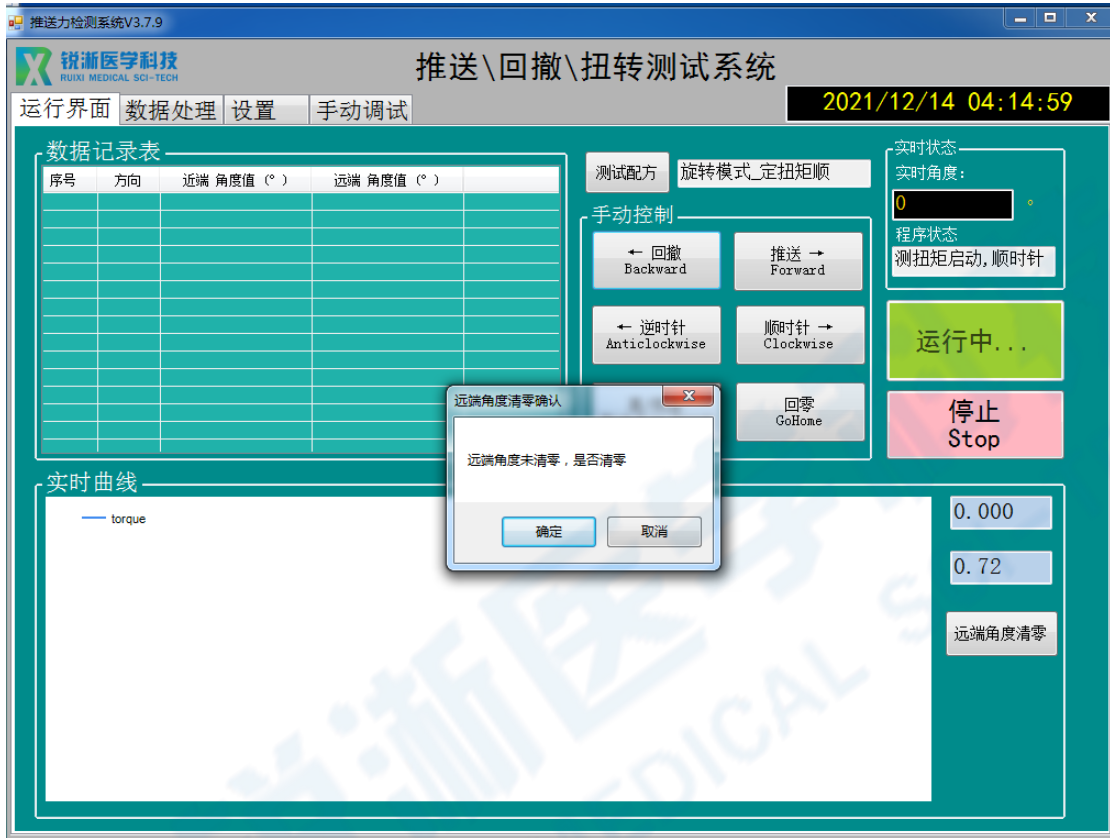 推送力检测系统V3.7.9
锐浙医学科技
RUIXI MEDICAL SCI-TECH
推送\回撤\扭转测试系统
运行界面 数据处理 设置 手动调试
2021/12/14 04:14:59
数据记录表
序号 方向 近端 角度值 (°) 远端 角度值 (°)
测试配方 旋转模式_定扭矩顺
手动控制
← 回撤
Backward
推送 →
Forward
← 逆时针
Anticlockwise
顺时针 →
Clockwise
回零
GoHome
实时状态
实时角度:
0 °
程序状态
测扭矩启动,顺时针
运行中...
停止
Stop
远端角度清零确认
远端角度未清零，是否清零
确定 取消
实时曲线
torque
0.000
0.72
远端角度清零